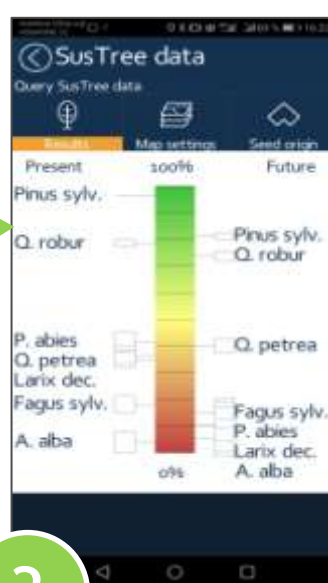 SusTree data
Query SusTree data
Results Map settings Seed origin
Present 100% Future
Pinus sylv.
Pinus sylv.
Q. robur
Q. robur
P. abies
Q. petrea
Q. petrea
Larix dec.
Fagus sylv.
Fagus sylv.
P. abies
A. alba
Larix dec.
0%
A. alba